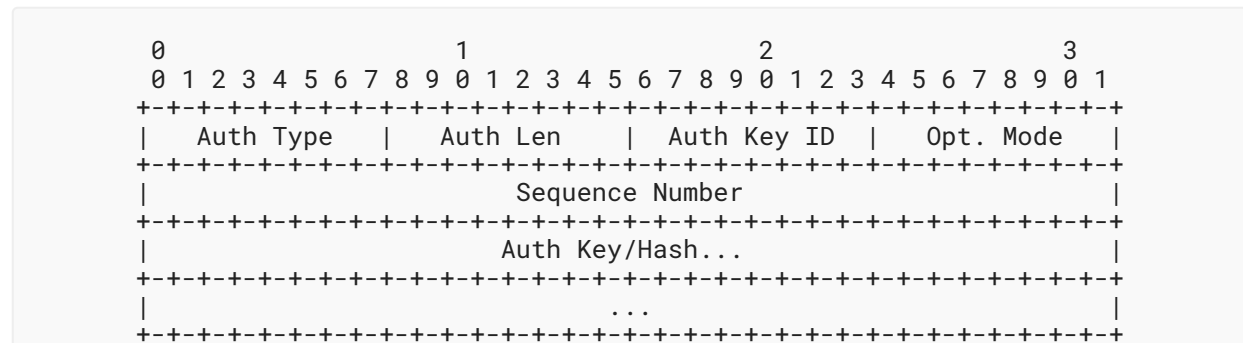 0                   1                   2                   3
 0 1 2 3 4 5 6 7 8 9 0 1 2 3 4 5 6 7 8 9 0 1 2 3 4 5 6 7 8 9 0 1
+-+-+-+-+-+-+-+-+-+-+-+-+-+-+-+-+-+-+-+-+-+-+-+-+-+-+-+-+-+-+-+-+
|   Auth Type   |   Auth Len    |  Auth Key ID  |   Opt. Mode   |
+-+-+-+-+-+-+-+-+-+-+-+-+-+-+-+-+-+-+-+-+-+-+-+-+-+-+-+-+-+-+-+-+
|                        Sequence Number                        |
+-+-+-+-+-+-+-+-+-+-+-+-+-+-+-+-+-+-+-+-+-+-+-+-+-+-+-+-+-+-+-+-+
|                       Auth Key/Hash...                        |
+-+-+-+-+-+-+-+-+-+-+-+-+-+-+-+-+-+-+-+-+-+-+-+-+-+-+-+-+-+-+-+-+
|                              ...                              |
+-+-+-+-+-+-+-+-+-+-+-+-+-+-+-+-+-+-+-+-+-+-+-+-+-+-+-+-+-+-+-+-+